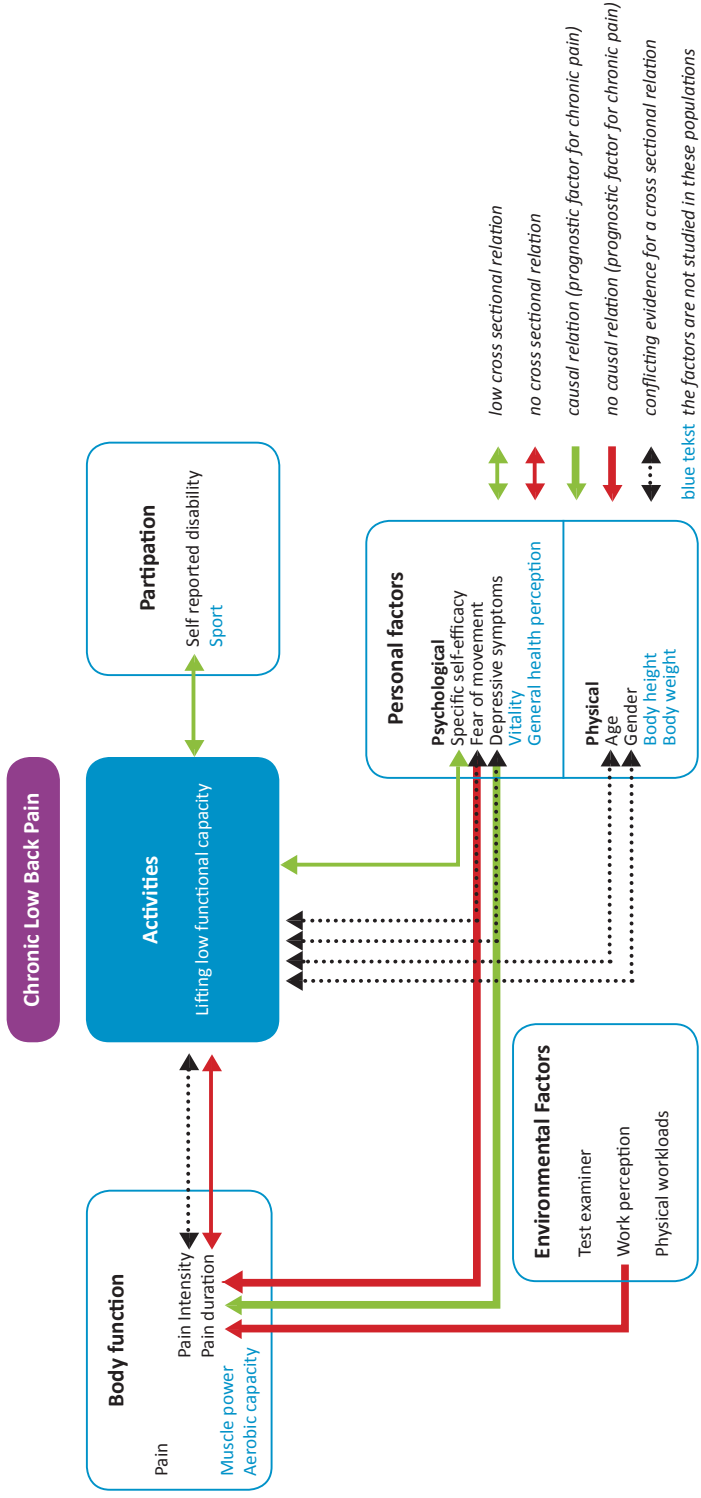 Chronic Low Back Pain
Body function
Pain
Pain Intensity
Pain duration
Muscle power
Aerobic capacity
Activities
Lifting low functional capacity
Partipation
Self reported disability
Sport
Environmental Factors
Test examiner
Work perception
Physical workloads
Personal factors
Psychological
Specific self-efficacy
Fear of movement
Depressive symptoms
Vitality
General health perception
Physical
Age
Gender
Body height
Body weight
low cross sectional relation
no cross sectional relation
causal relation (prognostic factor for chronic pain)
no causal relation (prognostic factor for chronic pain)
conflicting evidence for a cross sectional relation
blue tekst the factors are not studied in these populations